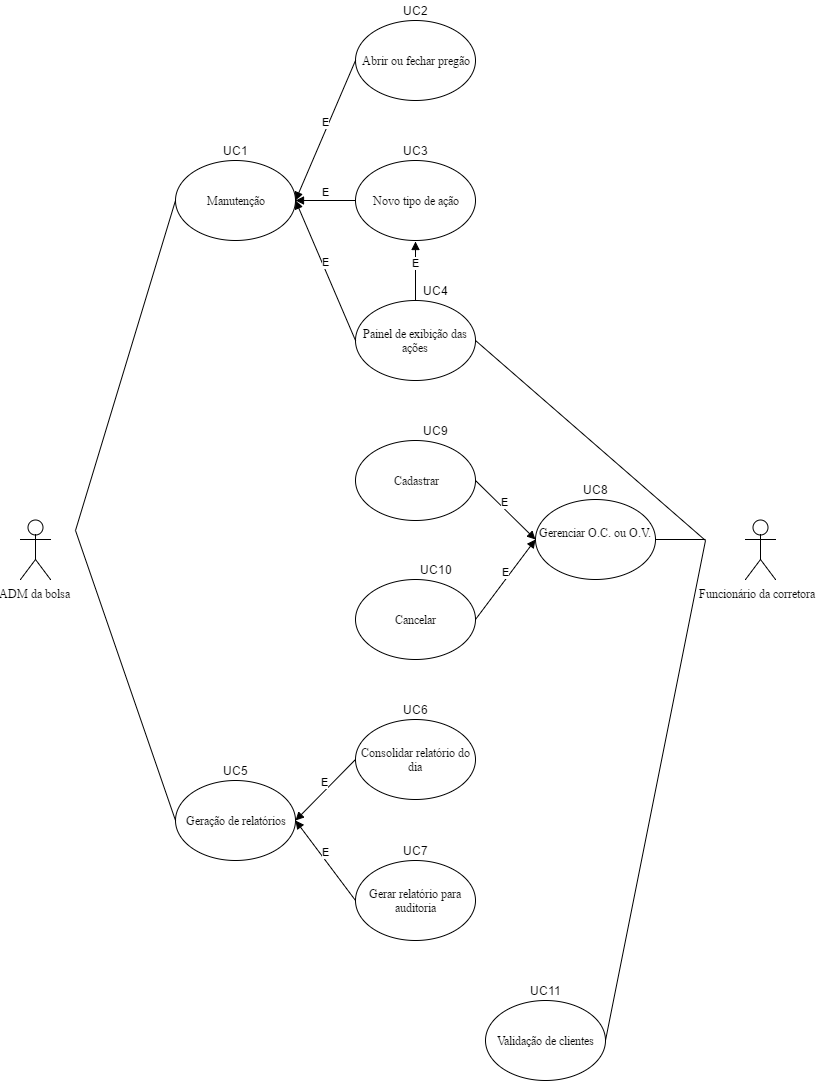 UC2
Abrir ou fechar pregão
E
UC1
Manutenção
UC3
Novo tipo de ação
E
E
E
UC4
Painel de exibição das
ações
UC9
Cadastrar
E
UC8
Gerenciar O.C. ou O.V.
UC10
Cancelar
E
ADM da bolsa
Funcionário da corretora
UC6
Consolidar relatório do
dia
E
UC5
Geração de relatórios
UC7
Gerar relatório para
auditoria
E
UC11
Validação de clientes